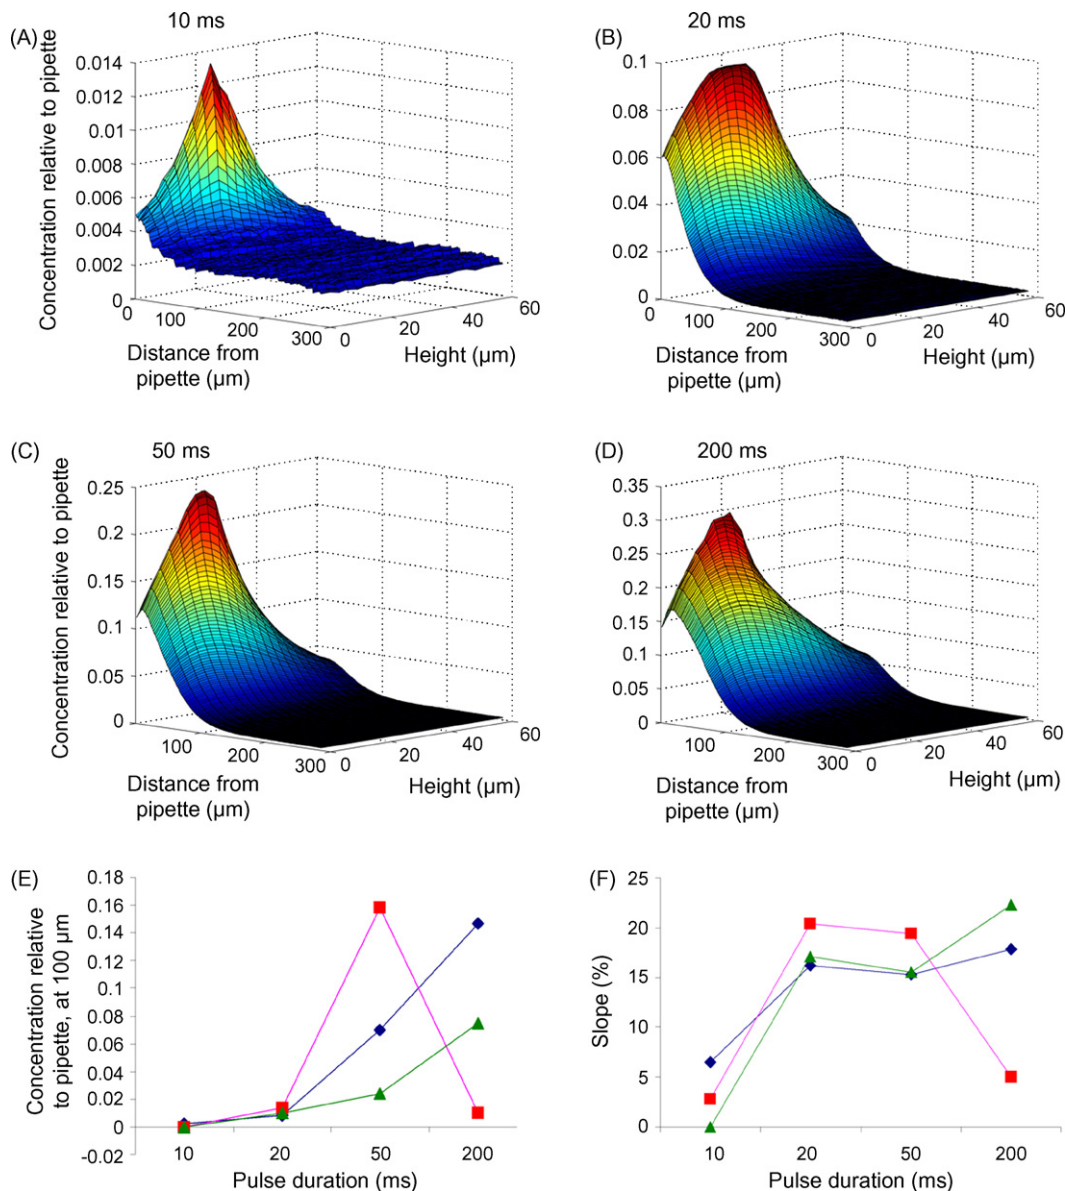 (A)
10 ms
Concentration relative to pipette
0.014
0.012
0.01
0.008
0.006
0.004
0.002
0
0
100
200
300
Distance from
pipette (µm)
0
20
40
60
Height (µm)
(B)
20 ms
0.1
0.08
0.06
0.04
0.02
0
0
100
200
300
Distance from
pipette (µm)
0
20
40
60
Height (µm)
(C)
50 ms
Concentration relative to pipette
0.25
0.2
0.15
0.1
0.05
0
100
200
300
Distance from
pipette (µm)
0
20
40
60
Height (µm)
(D)
200 ms
0.35
0.3
0.25
0.2
0.15
0.1
0.05
0
100
200
300
Distance from
pipette (µm)
0
20
40
60
Height (µm)
(E)
Concentration relative
to pipette, at 100 µm
0.18
0.16
0.14
0.12
0.10
0.08
0.06
0.04
0.02
0
-0.02
10
20
50
200
Pulse duration (ms)
(F)
Slope (%)
25
20
15
10
5
0
10
20
50
200
Pulse duration (ms)